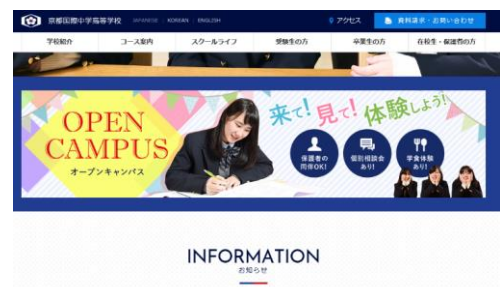 京都国際中学高等学校 JAPANESE / KOREAN / ENGLISH
アクセス
資料請求・お問い合わせ
学校紹介 コース案内 スクールライフ 受験生の方 卒業生の方 在校生・保護者の方
OPEN
CAMPUS
オープンキャンパス
来て!見て!体験しよう!
保護者の
同伴OK!
個別相談会
あり!
学食体験
あり!
INFORMATION
お知らせ